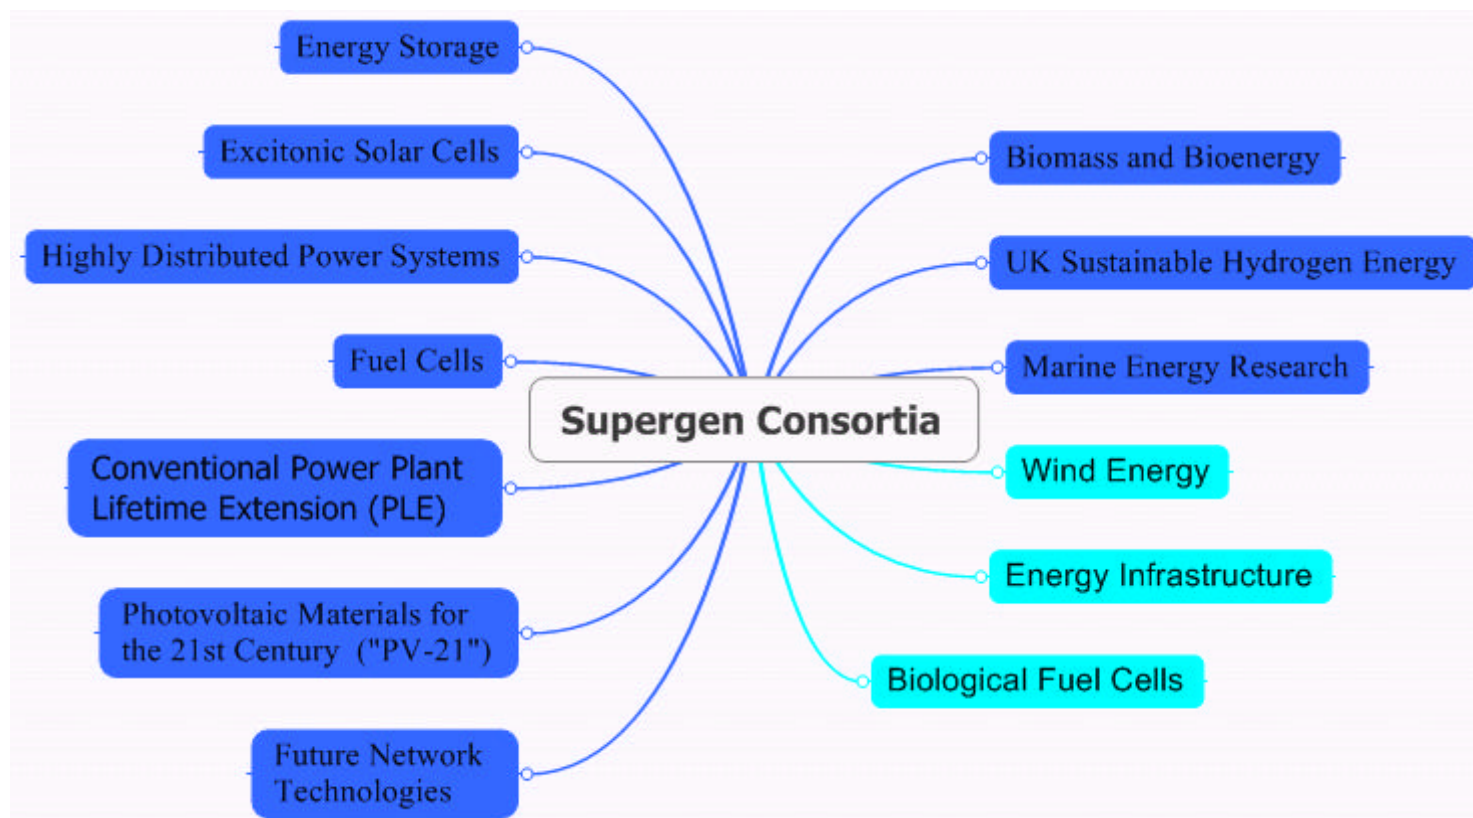 Energy Storage
Excitonic Solar Cells
Highly Distributed Power Systems
Fuel Cells
Conventional Power Plant
Lifetime Extension (PLE)
Photovoltaic Materials for
the 21st Century ("PV-21")
Future Network
Technologies
Supergen Consortia
Biomass and Bioenergy
UK Sustainable Hydrogen Energy
Marine Energy Research
Wind Energy
Energy Infrastructure
Biological Fuel Cells